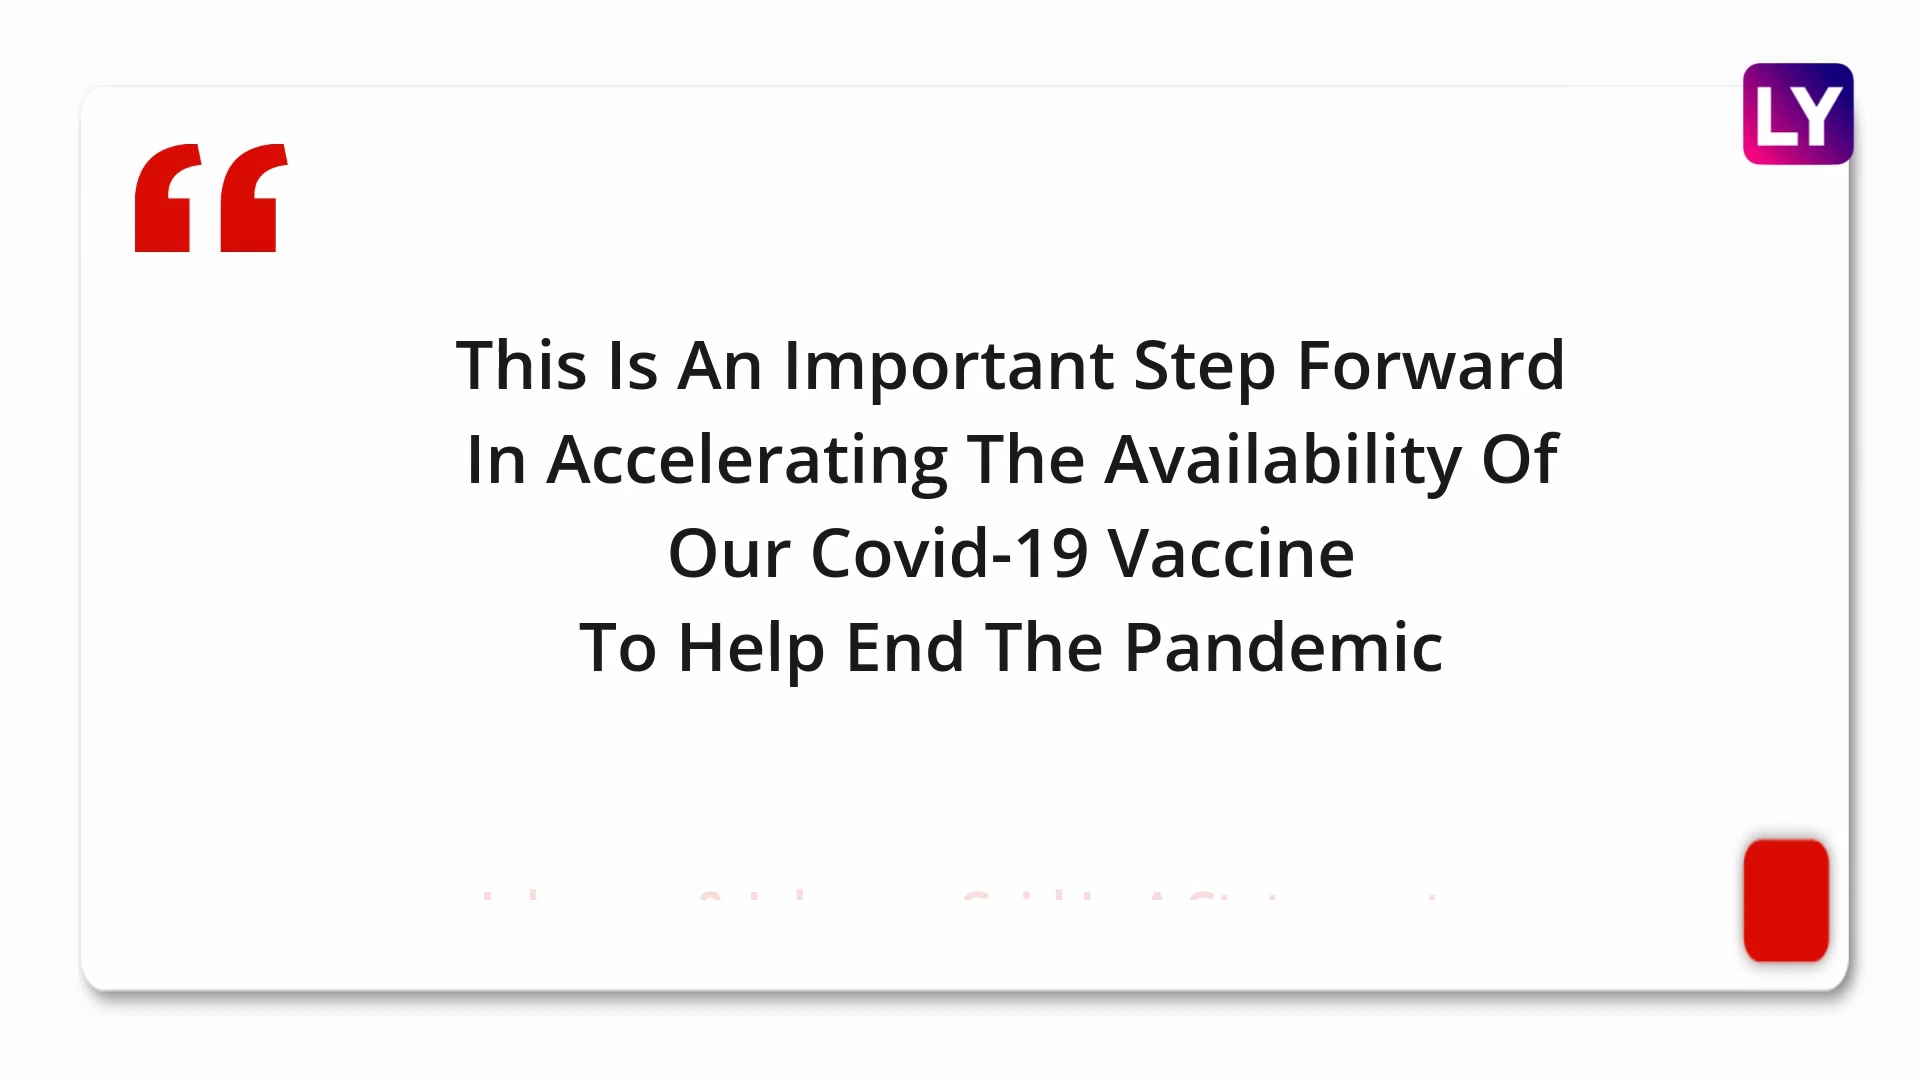 LY
This Is An Important Step Forward
In Accelerating The Availability Of
Our Covid-19 Vaccine
To Help End The Pandemic